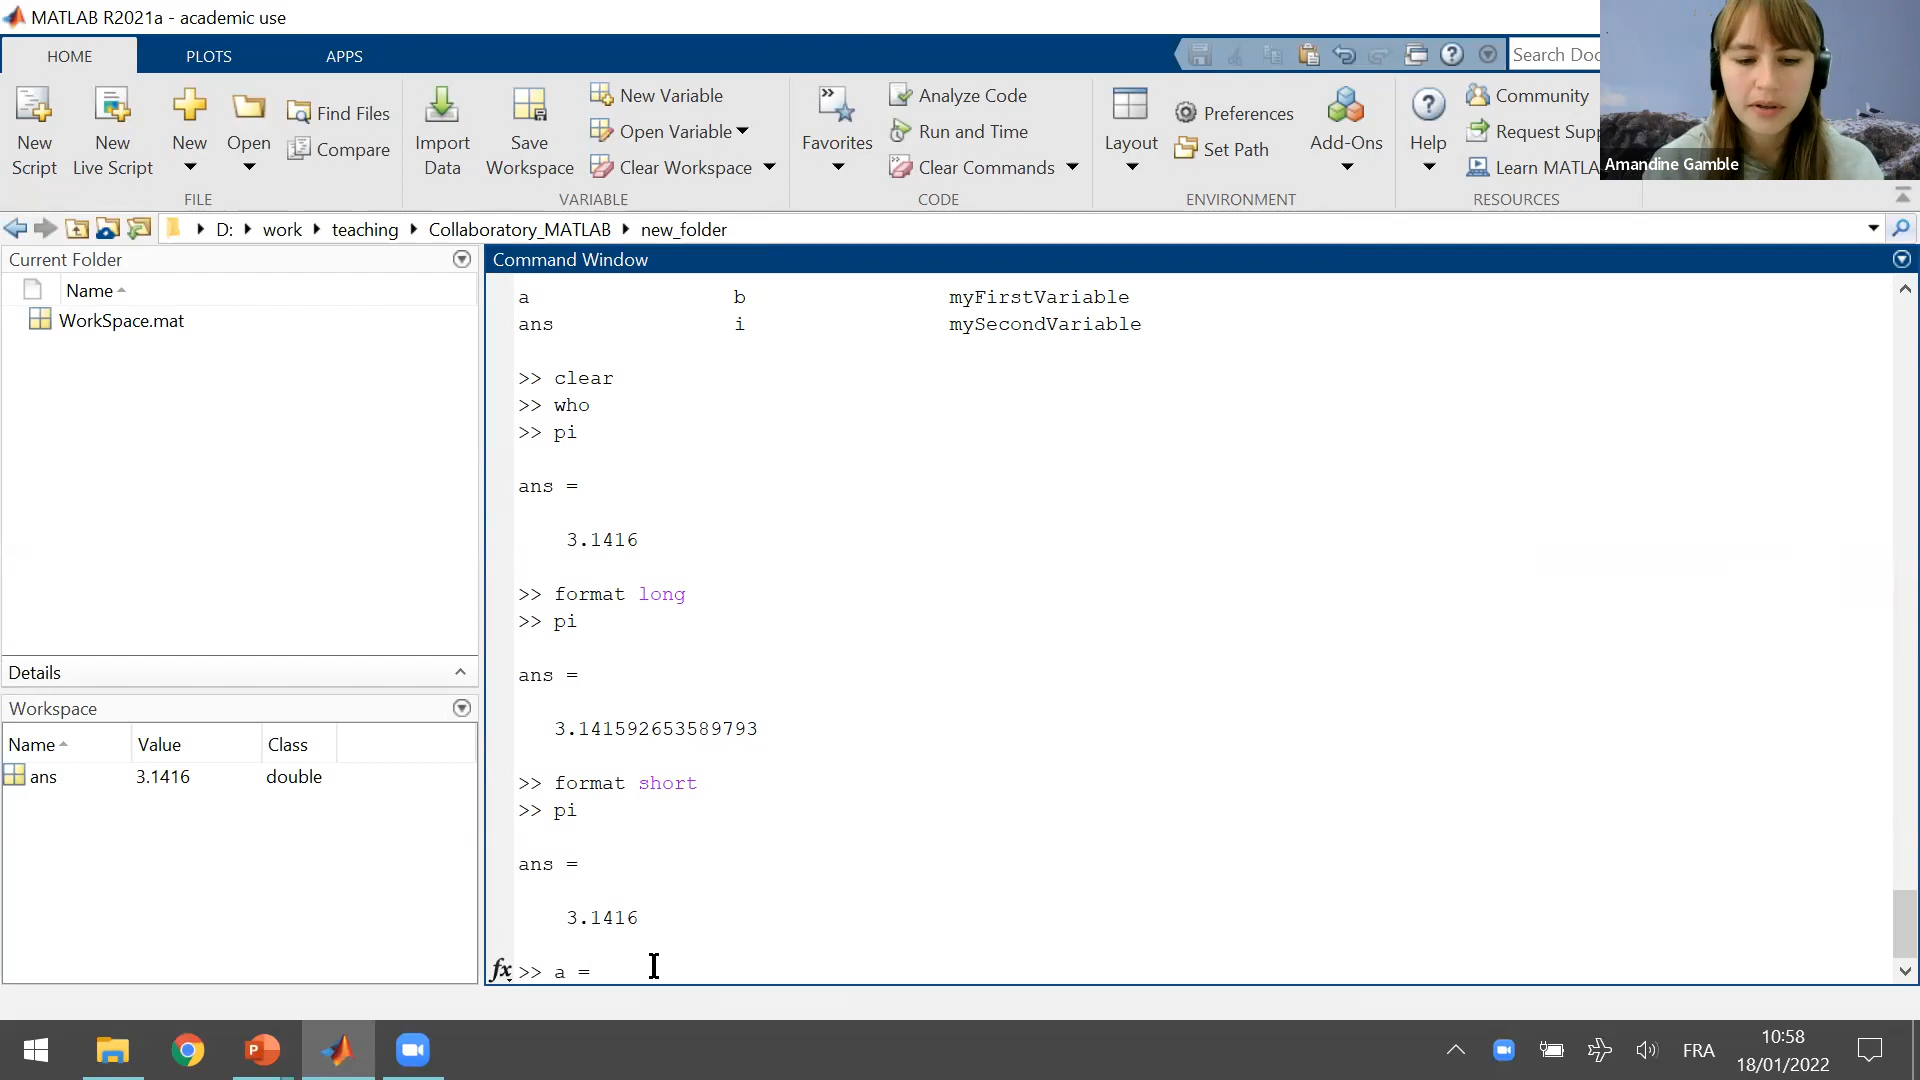 MATLAB R2021a - academic use
HOME PLOTS APPS
Search Doc
New Script
New Live Script
New
Open
Find Files
Compare
FILE
Import Data
Save Workspace
New Variable
Open Variable
Clear Workspace
VARIABLE
Favorites
Analyze Code
Run and Time
Clear Commands
CODE
Layout
Preferences
Set Path
Add-Ons
ENVIRONMENT
Help
Community
Request Supp
Learn MATLA
RESOURCES
Amandine Gamble
D: work teaching Collaboratory_MATLAB new_folder
Current Folder
Name
WorkSpace.mat
Details
Workspace
Name Value Class
ans 3.1416 double
Command Window
a b myFirstVariable
ans i mySecondVariable
>> clear
>> who
>> pi
ans =
3.1416
>> format long
>> pi
ans =
3.141592653589793
>> format short
>> pi
ans =
3.1416
fx >> a =
FRA
10:58
18/01/2022